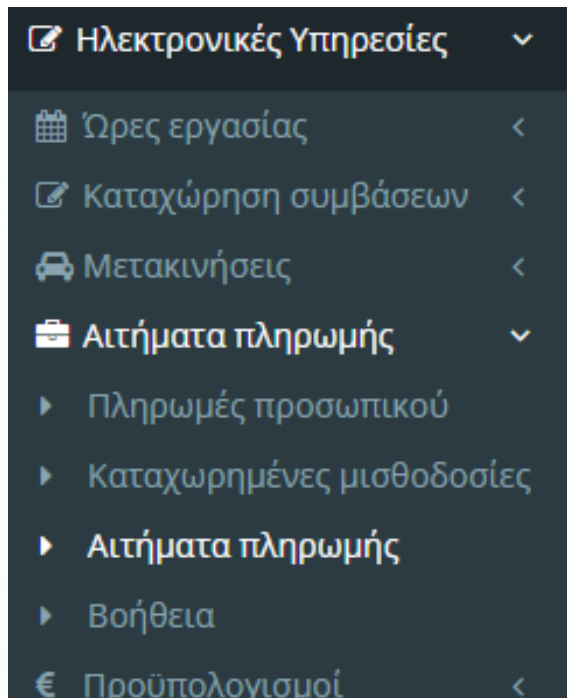 Ηλεκτρονικές Υπηρεσίες
Ώρες εργασίας
Καταχώρηση συμβάσεων
Μετακινήσεις
Αιτήματα πληρωμής
Πληρωμές προσωπικού
Καταχωρημένες μισθοδοσίες
Αιτήματα πληρωμής
Βοήθεια
€ Προϋπολογισμοί